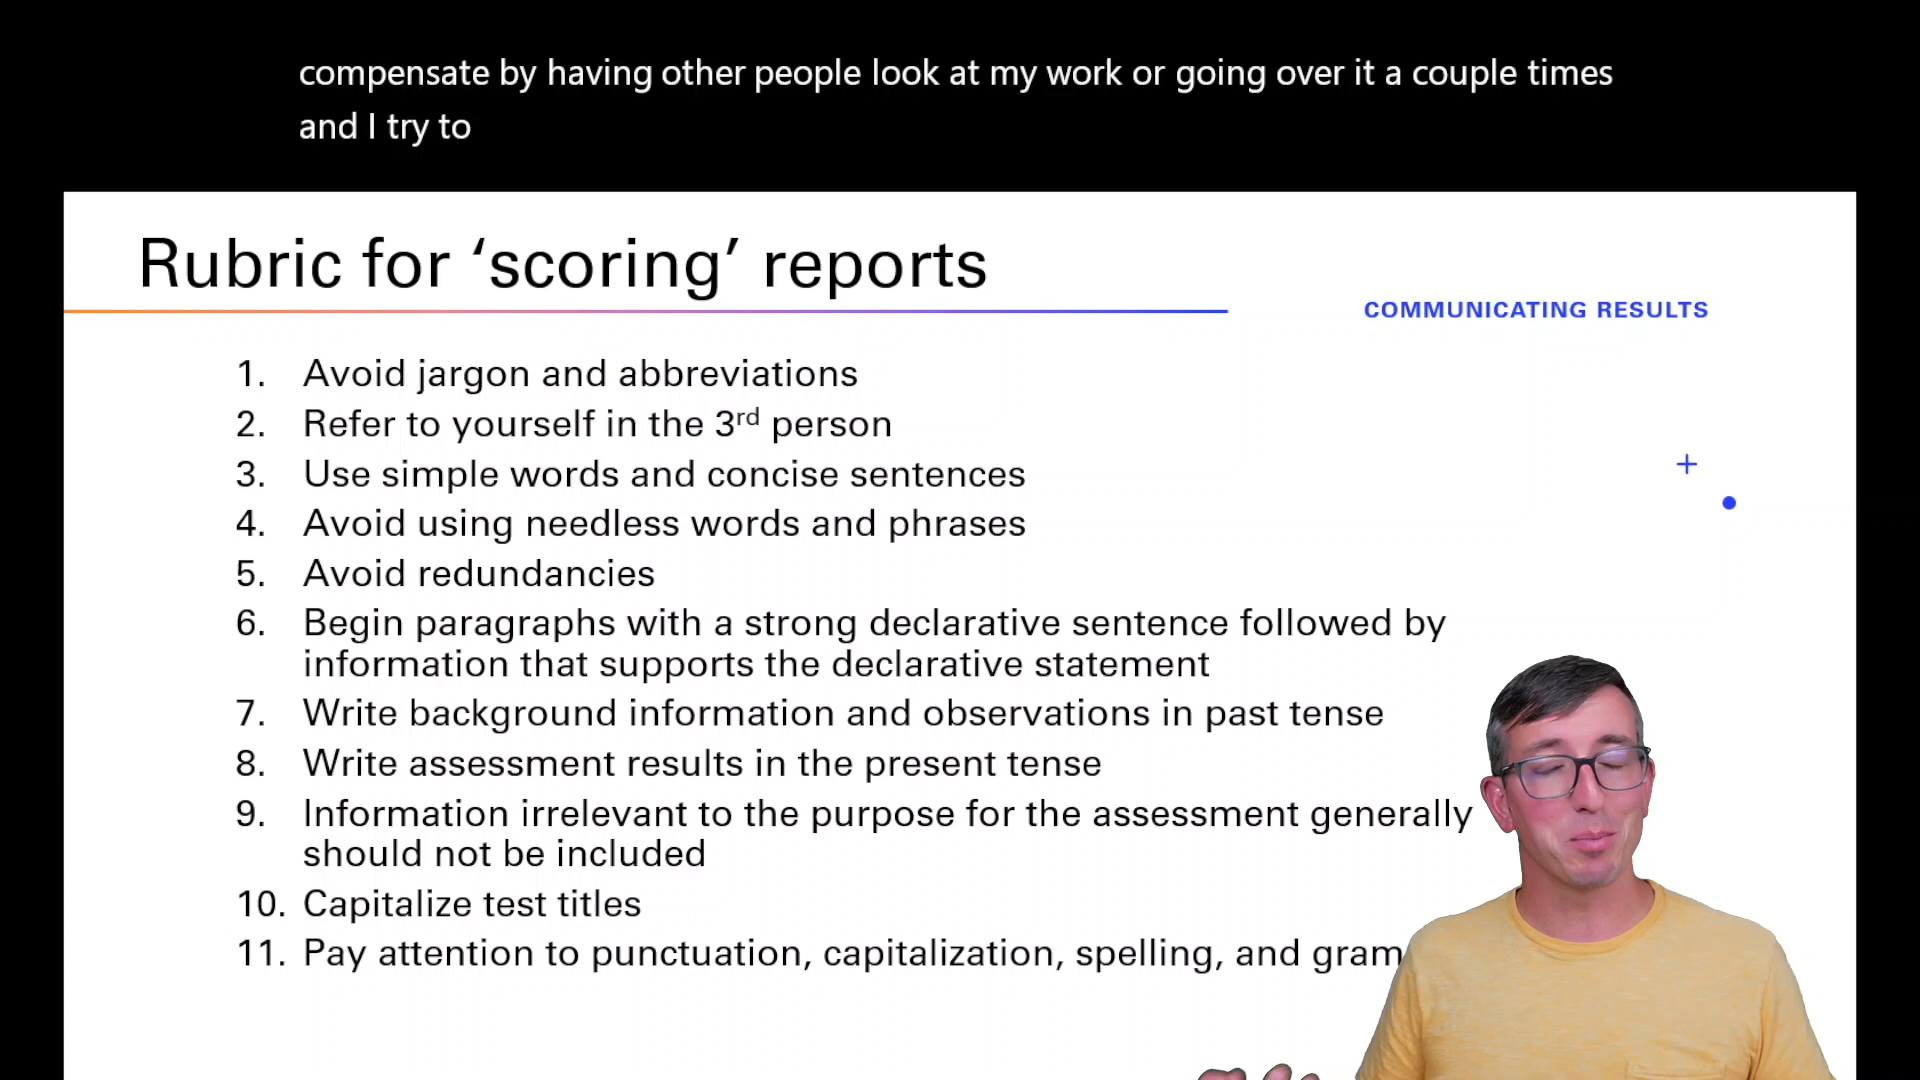 compensate by having other people look at my work or going over it a couple times
and I try to
Rubric for ‘scoring’ reports
COMMUNICATING RESULTS
1. Avoid jargon and abbreviations
2. Refer to yourself in the 3rd person
3. Use simple words and concise sentences
4. Avoid using needless words and phrases
5. Avoid redundancies
6. Begin paragraphs with a strong declarative sentence followed by
information that supports the declarative statement
7. Write background information and observations in past tense
8. Write assessment results in the present tense
9. Information irrelevant to the purpose for the assessment generally
should not be included
10. Capitalize test titles
11. Pay attention to punctuation, capitalization, spelling, and gram